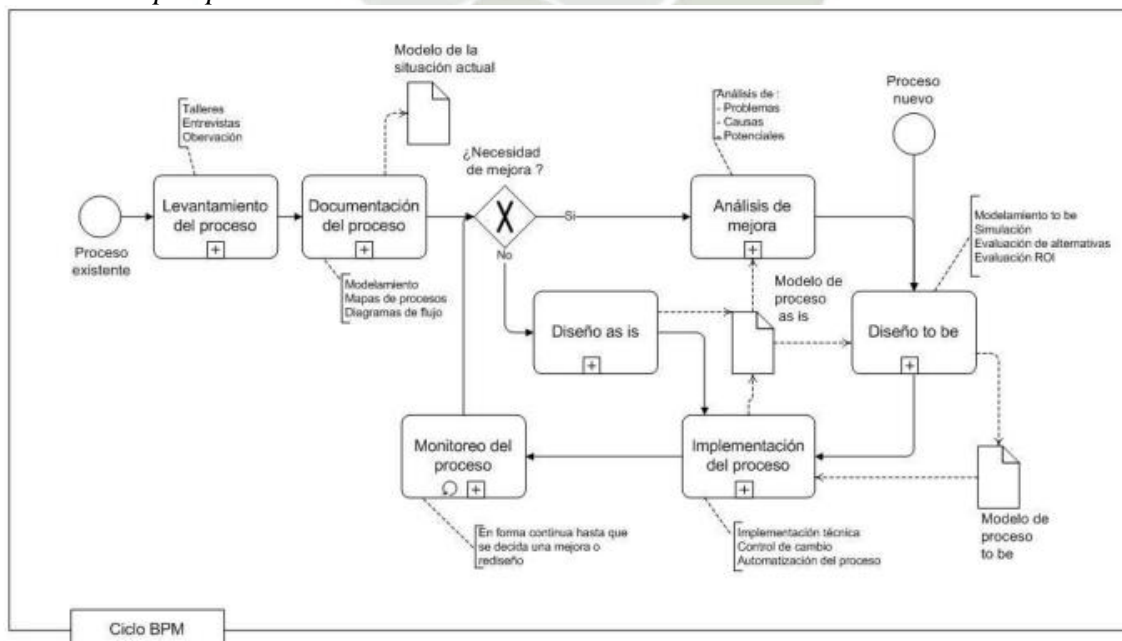 Modelo de la
situación actual
Talleres
Entrevistas
Obervación
Análisis de :
- Problemas
- Causas
- Potenciales
Proceso
nuevo
¿Necesidad
de mejora ?
Levantamiento
del proceso
Documentación
del proceso
Si
Análisis de
mejora
Proceso
existente
No
Modelamiento
Mapas de procesos
Diagramas de flujo
Modelamiento to be
Simulación
Evaluación de alternativas
Evaluación ROI
Modelo de
proceso
as is
Diseño as is
Diseño to be
Monitoreo del
proceso
Implementación
del proceso
Modelo de
proceso
to be
En forma continua hasta que
se decida una mejora o
rediseño
Implementación técnica
Control de cambio
Automatización del proceso
Ciclo BPM